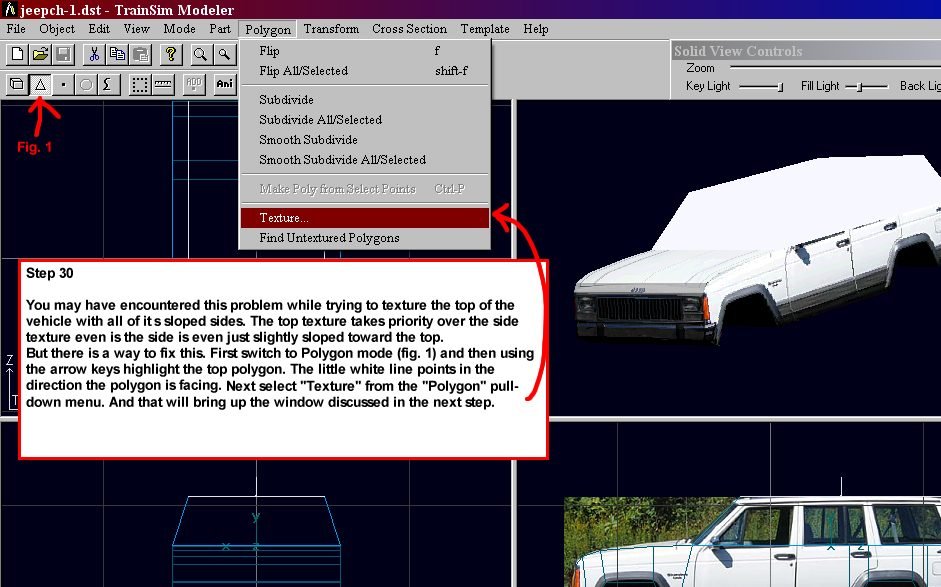 jeepch-1.dst - TrainSim Modeler
File Object Edit View Mode Part Polygon Transform Cross Section Template Help
Flip f
Flip All/Selected shift-f
Subdivide
Subdivide All/Selected
Smooth Subdivide
Smooth Subdivide All/Selected
Make Poly from Select Points Ctrl-P
Texture...
Find Untextured Polygons
Solid View Controls
Zoom
Key Light Fill Light Back Lig
ADD Ani
Fig. 1
Step 30
You may have encountered this problem while trying to texture the top of the
vehicle with all of it s sloped sides. The top texture takes priority over the side
texture even is the side is even just slightly sloped toward the top.
But there is a way to fix this. First switch to Polygon mode (fig. 1) and then using
the arrow keys highlight the top polygon. The little white line points in the
direction the polygon is facing. Next select "Texture" from the "Polygon" pull-
down menu. And that will bring up the window discussed in the next step.
Z
T
y
x z
x z
Jeep